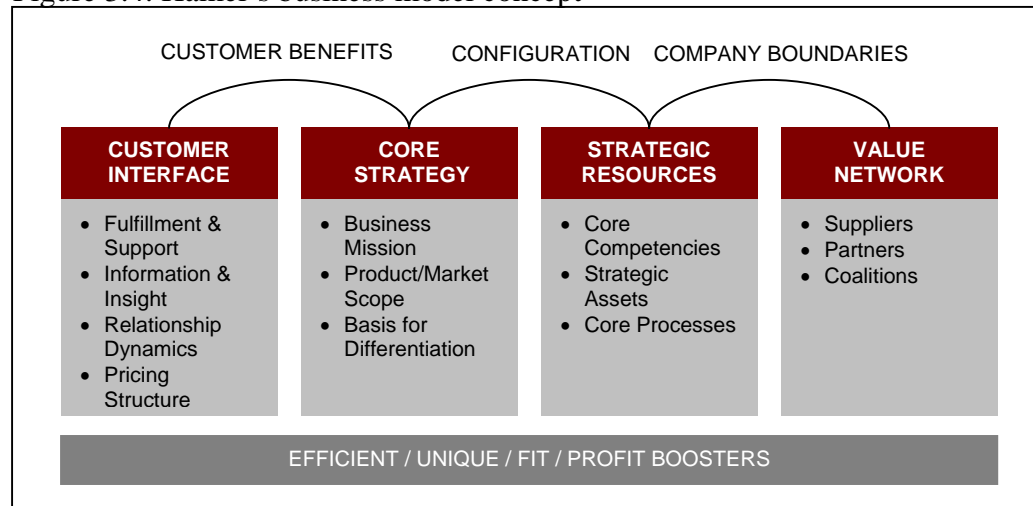 Figure Hamel's business model concept
CUSTOMER BENEFITS CONFIGURATION COMPANY BOUNDARIES
CUSTOMER
INTERFACE
• Fulfillment &
Support
• Information &
Insight
• Relationship
Dynamics
• Pricing
Structure
CORE
STRATEGY
• Business
Mission
• Product/Market
Scope
• Basis for
Differentiation
STRATEGIC
RESOURCES
• Core
Competencies
• Strategic
Assets
• Core Processes
VALUE
NETWORK
• Suppliers
• Partners
• Coalitions
EFFICIENT / UNIQUE / FIT / PROFIT BOOSTERS